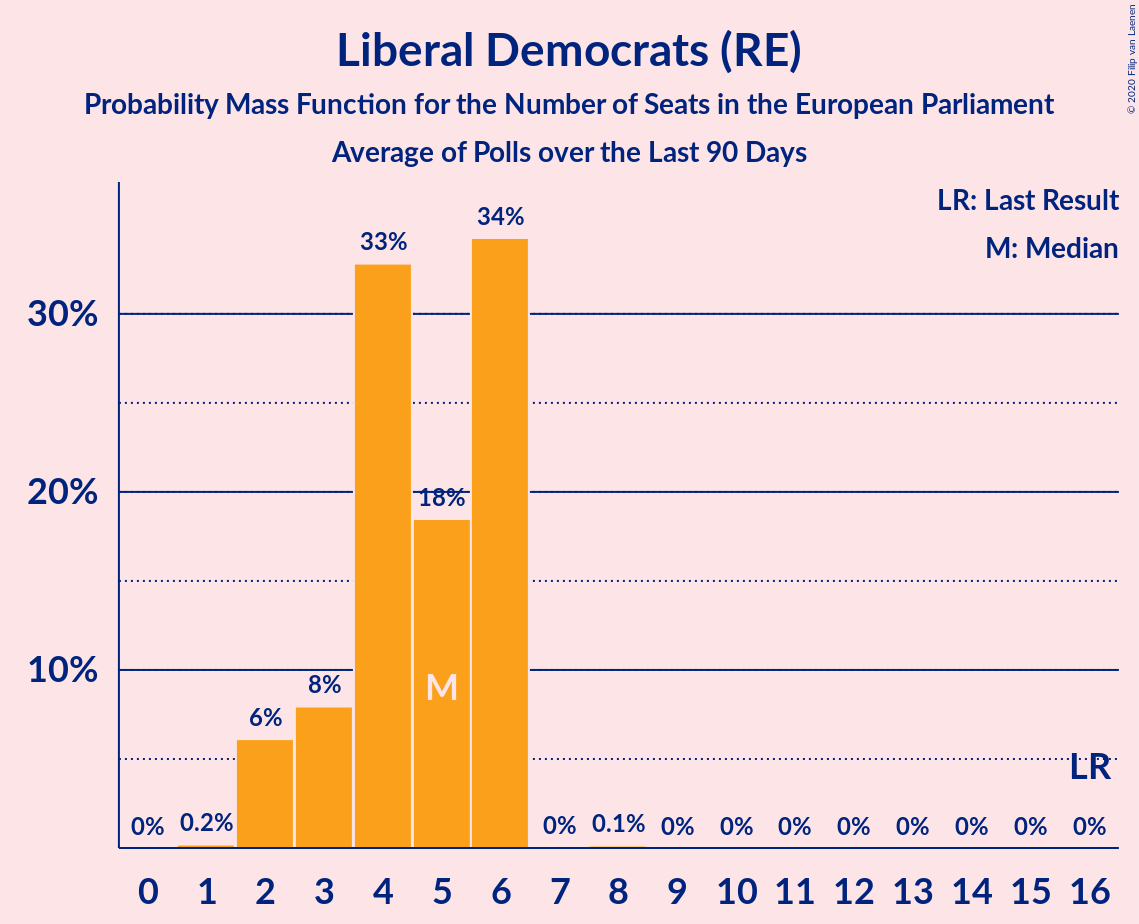 Liberal Democrats (RE)
Probability Mass Function for the Number of Seats in the European Parliament
Average of Polls over the Last 90 Days
© 2020 Filip van Laenen
LR: Last Result
M: Median
30%
20%
10%
0% 0.2% 6% 8% 33% 18% 34% 0% 0.1% 0% 0% 0% 0% 0% 0% 0% 0%
M
LR
0 1 2 3 4 5 6 7 8 9 10 11 12 13 14 15 16